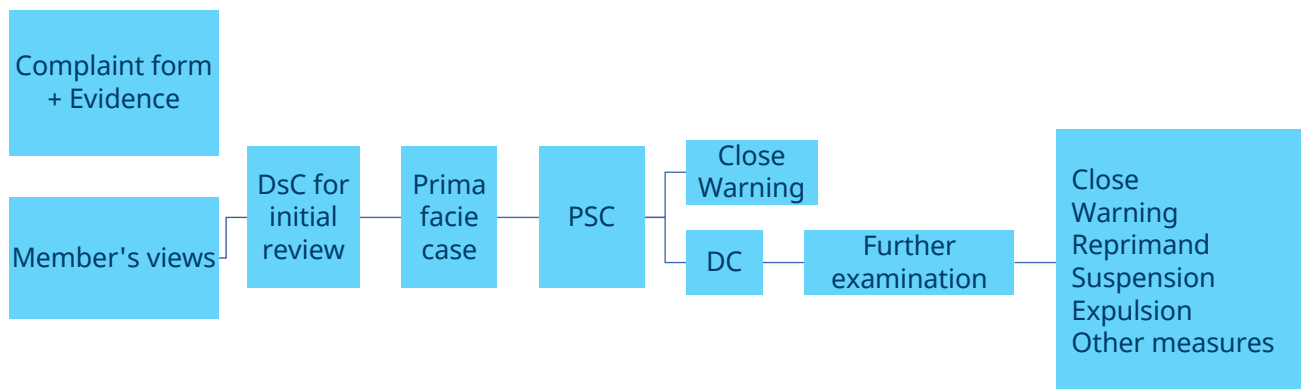 Complaint form
+ Evidence
Member's views
DsC for
initial
review
Prima
facie
case
PSC
Close
Warning
DC
Further
examination
Close
Warning
Reprimand
Suspension
Expulsion
Other measures